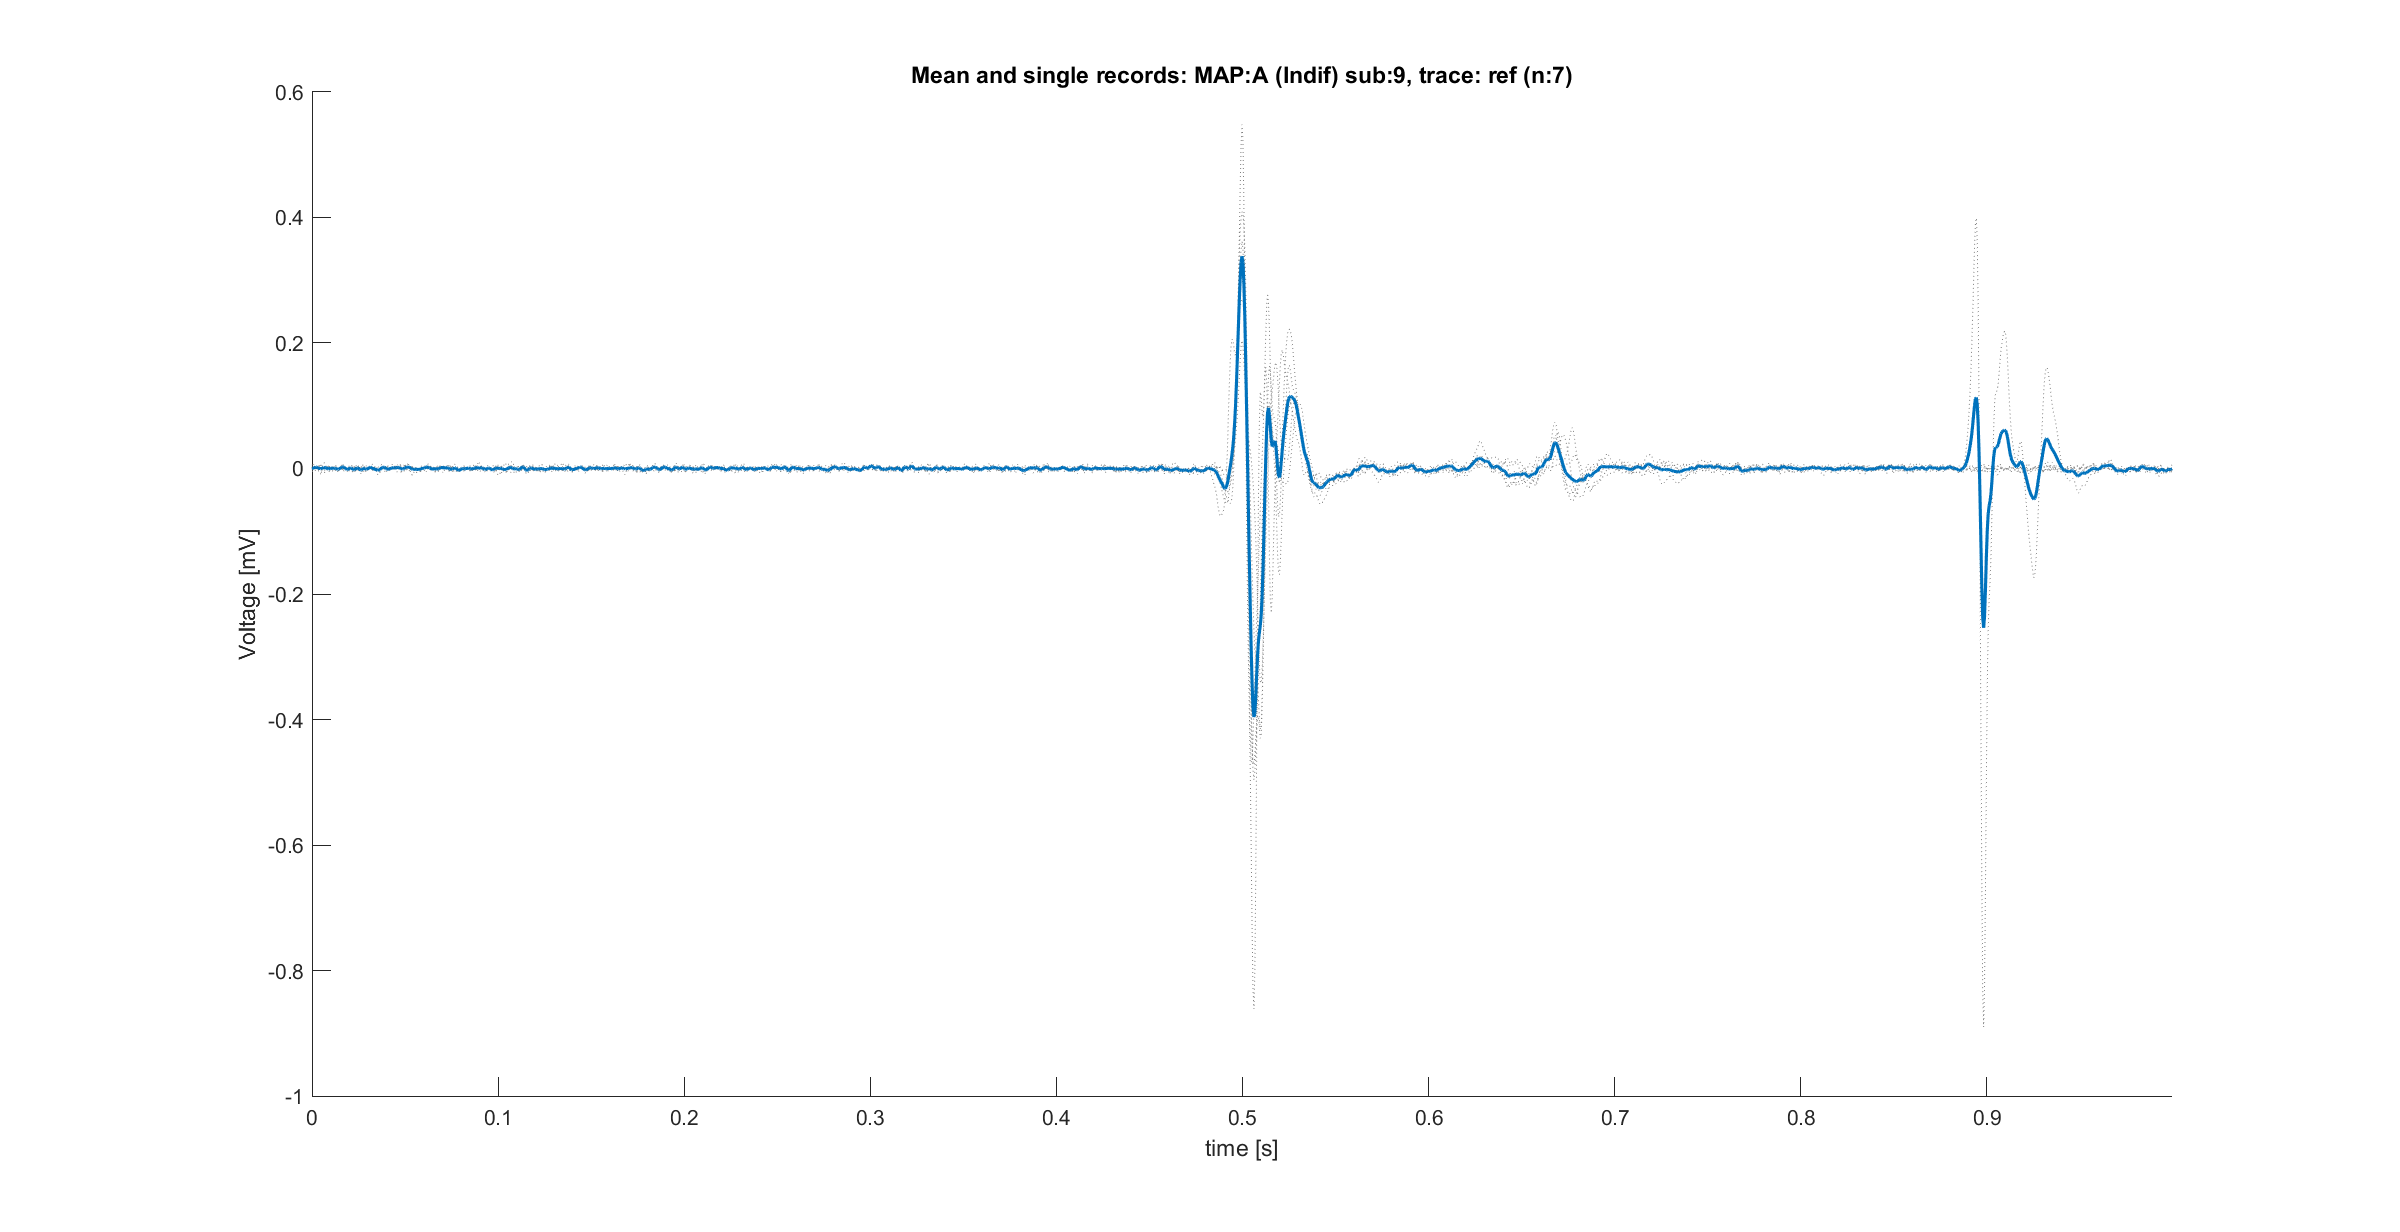 Mean and single records: MAP:A (Indif) sub:9, trace: ref (n:7)
0.6
0.4
0.2
0
-0.2
-0.4
-0.6
-0.8
-1
Voltage [mV]
0 0.1 0.2 0.3 0.4 0.5 0.6 0.7 0.8 0.9
time [s]